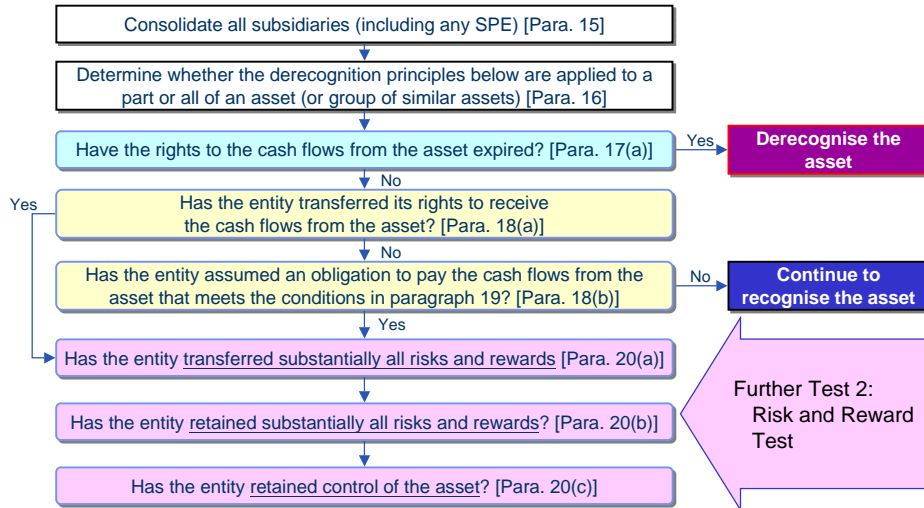 Consolidate all subsidiaries (including any SPE) [Para. 15]
Determine whether the derecognition principles below are applied to a
part or all of an asset (or group of similar assets) [Para. 16]
Have the rights to the cash flows from the asset expired? [Para. 17(a)]
Yes
Derecognise the
asset
No
Yes
Has the entity transferred its rights to receive
the cash flows from the asset? [Para. 18(a)]
No
Has the entity assumed an obligation to pay the cash flows from the
asset that meets the conditions in paragraph 19? [Para. 18(b)]
No
Continue to
recognise the asset
Yes
Has the entity transferred substantially all risks and rewards [Para. 20(a)]
Has the entity retained substantially all risks and rewards? [Para. 20(b)]
Has the entity retained control of the asset? [Para. 20(c)]
Further Test 2:
Risk and Reward
Test